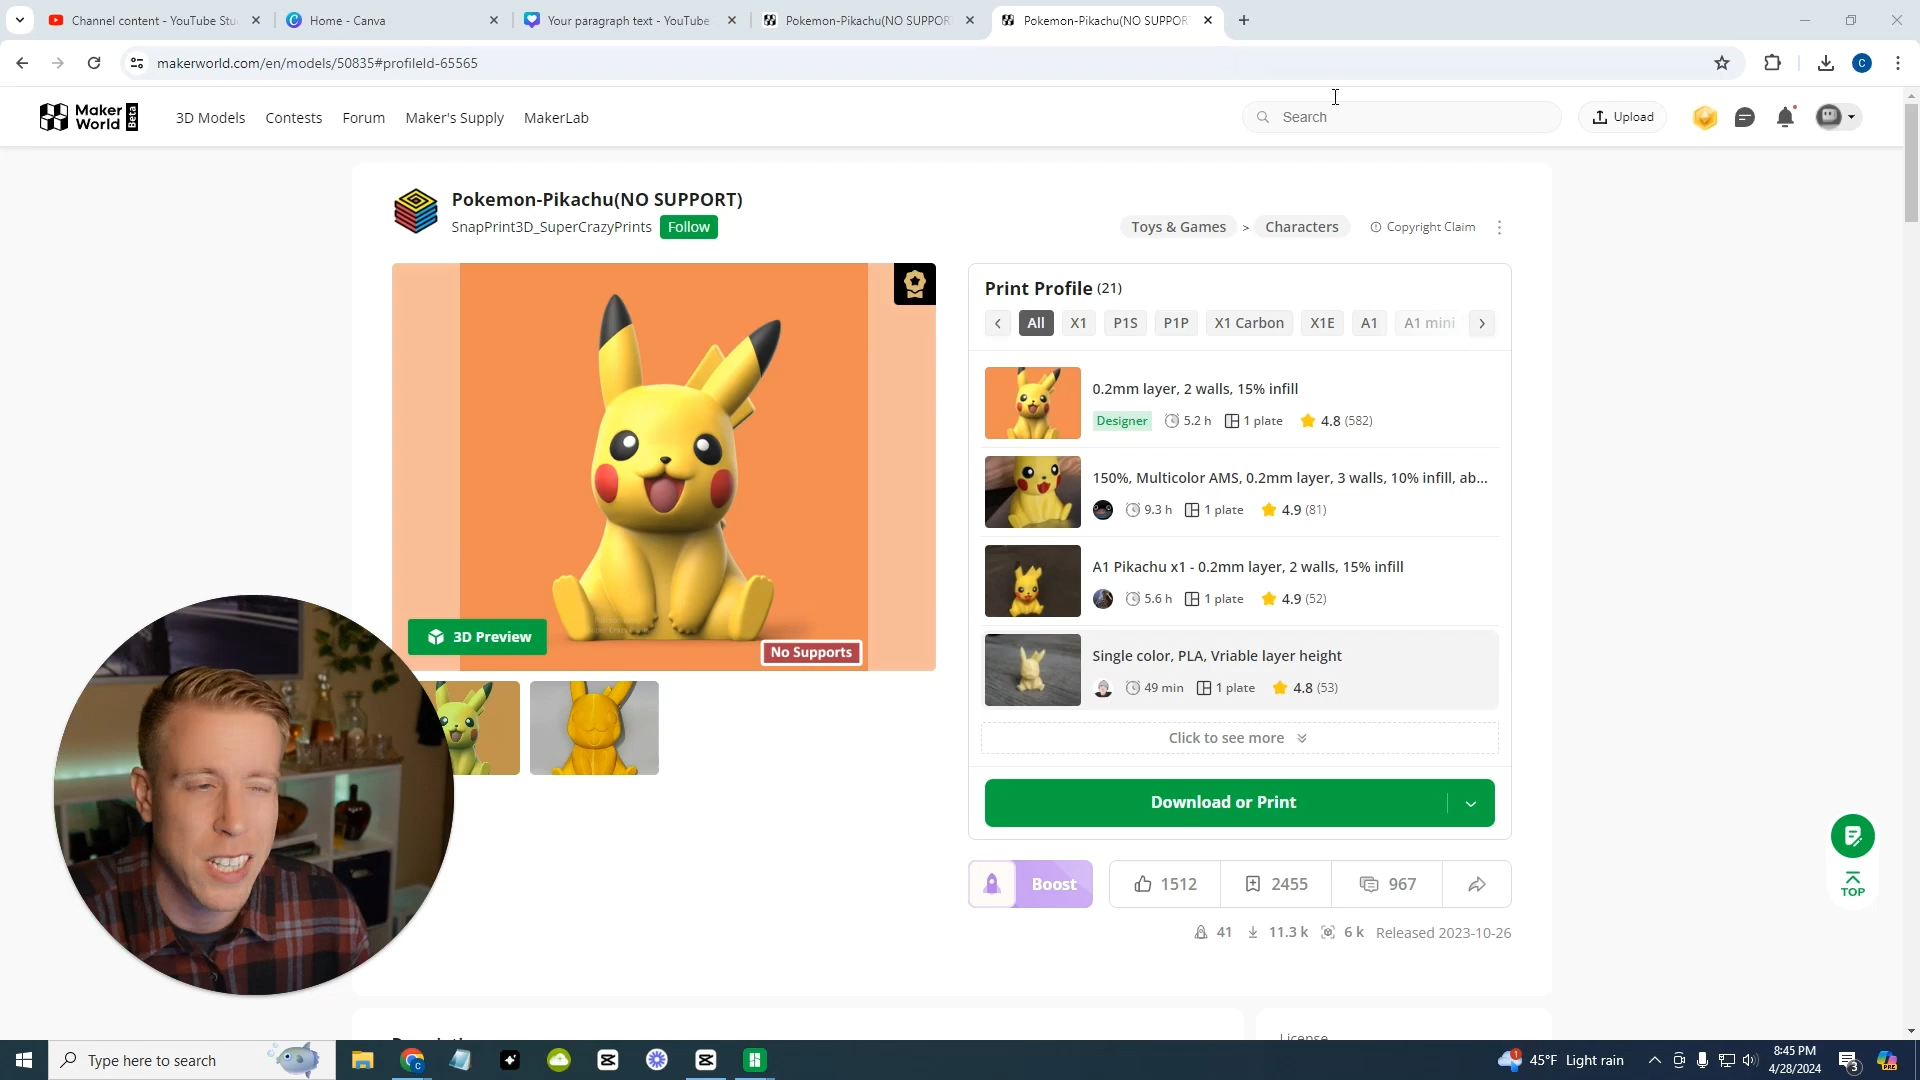 Channel content - YouTube Stu
Home - Canva
Your paragraph text - YouTube
Pokemon-Pikachu(NO SUPPOR
Pokemon-Pikachu(NO SUPPOR
makerworld.com/en/models/50835#profileId-65565
C
Maker World Beta
3D Models
Contests
Forum
Maker's Supply
MakerLab
Search
Upload
Pokemon-Pikachu(NO SUPPORT)
SnapPrint3D_SuperCrazyPrints
Follow
Toys & Games > Characters
Copyright Claim
No Supports
3D Preview
Print Profile (21)
All
X1
P1S
P1P
X1 Carbon
X1E
A1
A1 mini
0.2mm layer, 2 walls, 15% infill
Designer 5.2 h 1 plate 4.8 (582)
150%, Multicolor AMS, 0.2mm layer, 3 walls, 10% infill, ab...
9.3 h 1 plate 4.9 (81)
A1 Pikachu x1 - 0.2mm layer, 2 walls, 15% infill
5.6 h 1 plate 4.9 (52)
Single color, PLA, Vriable layer height
49 min 1 plate 4.8 (53)
Click to see more
Download or Print
Boost
1512
2455
967
41 11.3 k 6 k Released 2023-10-26
TOP
License
Type here to search
45°F Light rain
8:45 PM
4/28/2024
3